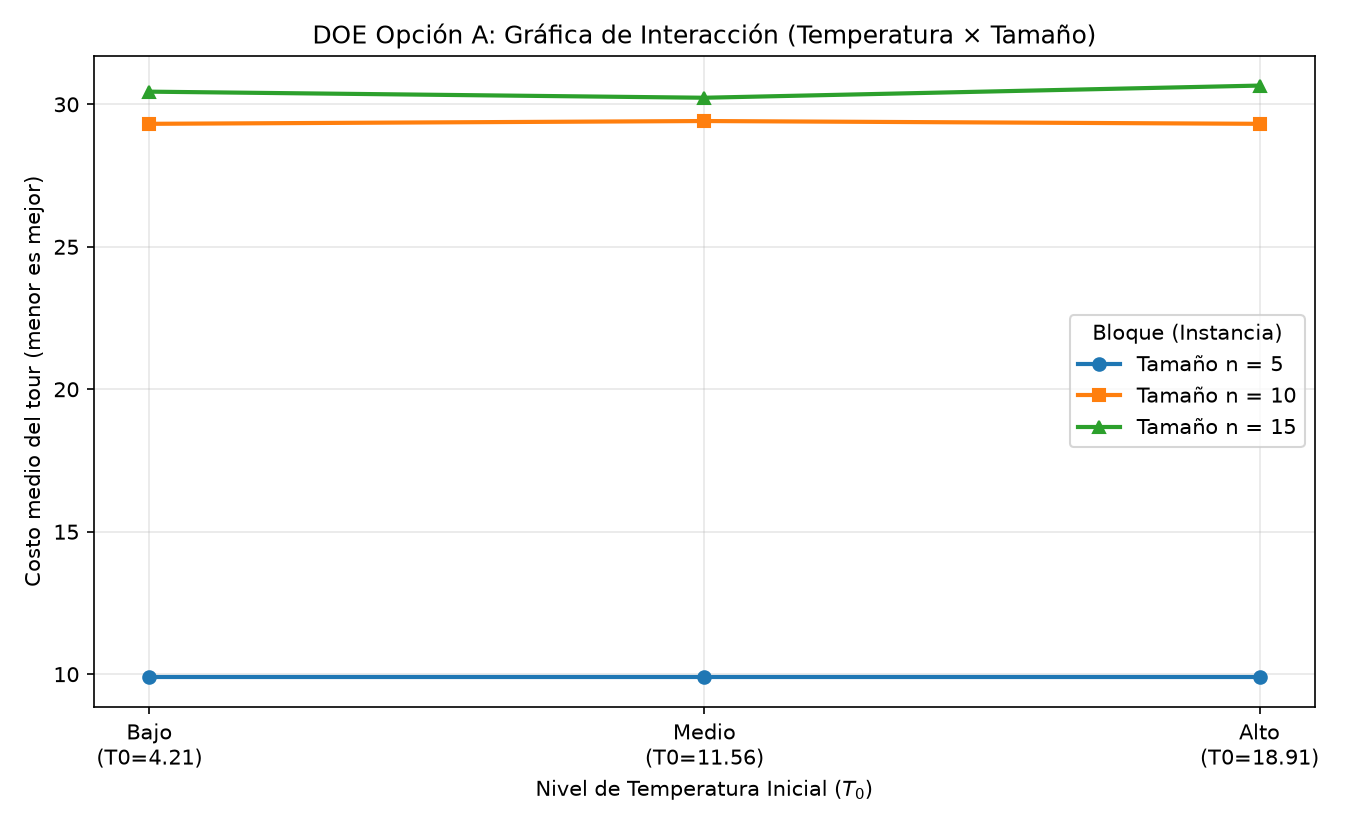 DOE Opción A: Gráfica de Interacción (Temperatura × Tamaño)
Costo medio del tour (menor es mejor)
30
25
20
15
10
Bloque (Instancia)
Tamaño n = 5
Tamaño n = 10
Tamaño n = 15
Bajo
(T0=4.21)
Medio
(T0=11.56)
Alto
(T0=18.91)
Nivel de Temperatura Inicial (T₀)